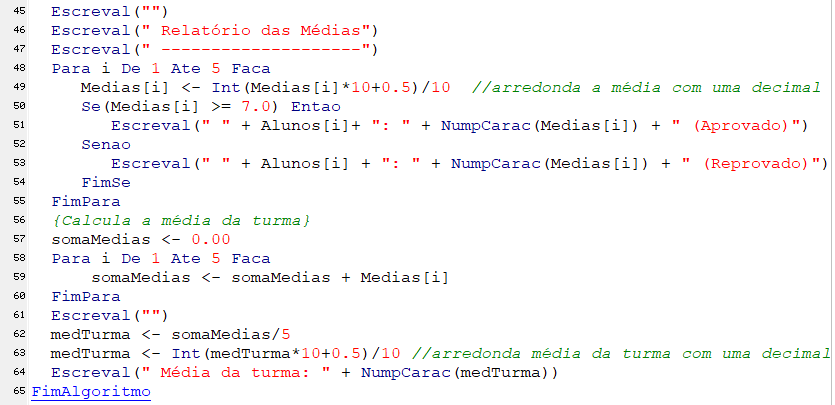 45 Escreval("")
46 Escreval(" Relatório das Médias")
47 Escreval(" --------------------")
48 Para i De 1 Ate 5 Faca
49 Medias[i] <- Int(Medias[i]*10+0.5)/10 //arredonda a média com uma decimal
50 Se(Medias[i] >= 7.0) Entao
51 Escreval(" " + Alunos[i]+ ": " + NumpCarac(Medias[i]) + " (Aprovado)")
52 Senao
53 Escreval(" " + Alunos[i] + ": " + NumpCarac(Medias[i]) + " (Reprovado)")
54 FimSe
55 FimPara
56 {Calcula a média da turma}
57 somaMedias <- 0.00
58 Para i De 1 Ate 5 Faca
59 somaMedias <- somaMedias + Medias[i]
60 FimPara
61 Escreval("")
62 medTurma <- somaMedias/5
63 medTurma <- Int(medTurma*10+0.5)/10 //arredonda média da turma com uma decimal
64 Escreval(" Média da turma: " + NumpCarac(medTurma))
65 FimAlgoritmo